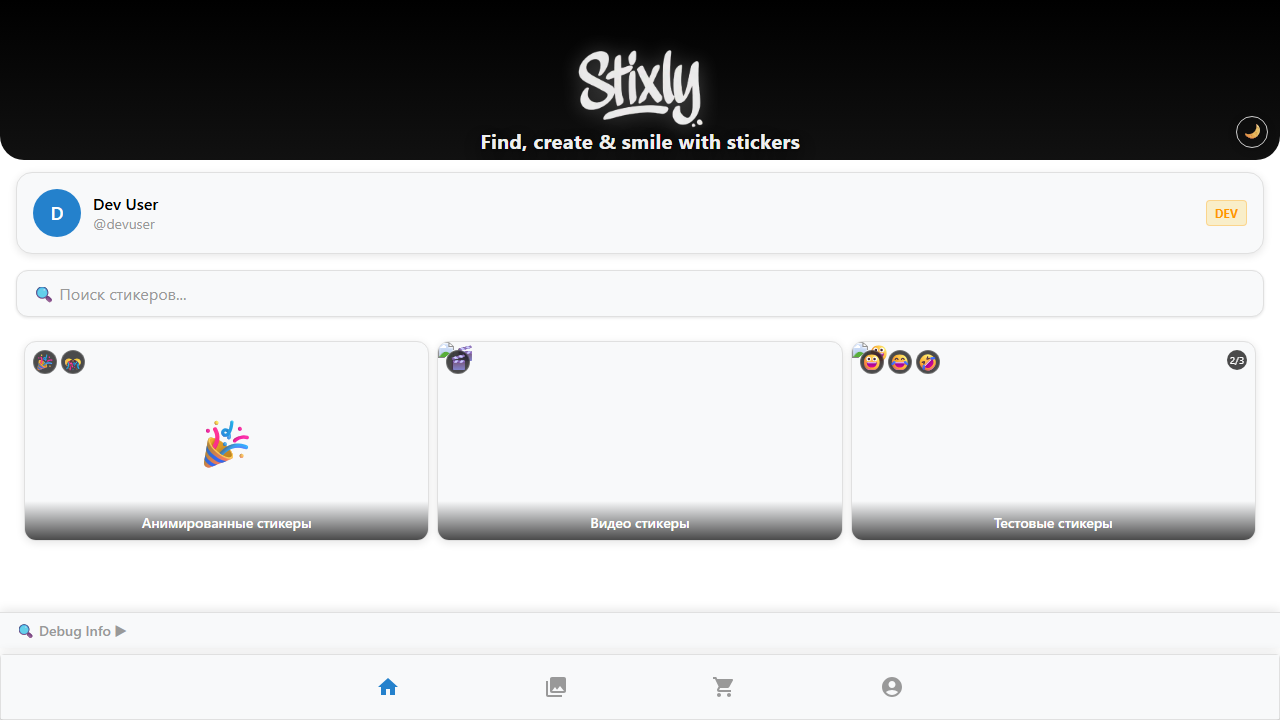 Stixly
Find, create & smile with stickers
D
Dev User
@devuser
DEV
Поиск стикеров...
2/3
Анимированные стикеры
Видео стикеры
Тестовые стикеры
Debug Info ▶